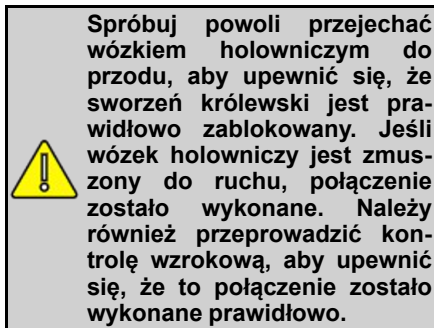 Spróbuj powoli przejechać
wózkiem holowniczym do
przodu, aby upewnić się, że
sworzeń królewski jest pra-
widłowo zablokowany. Jeśli
wózek holowniczy jest zmus-
zony do ruchu, połączenie
zostało wykonane. Należy
również przeprowadzić kon-
trolę wzrokową, aby upewnić
się, że to połączenie zostało
wykonane prawidłowo.